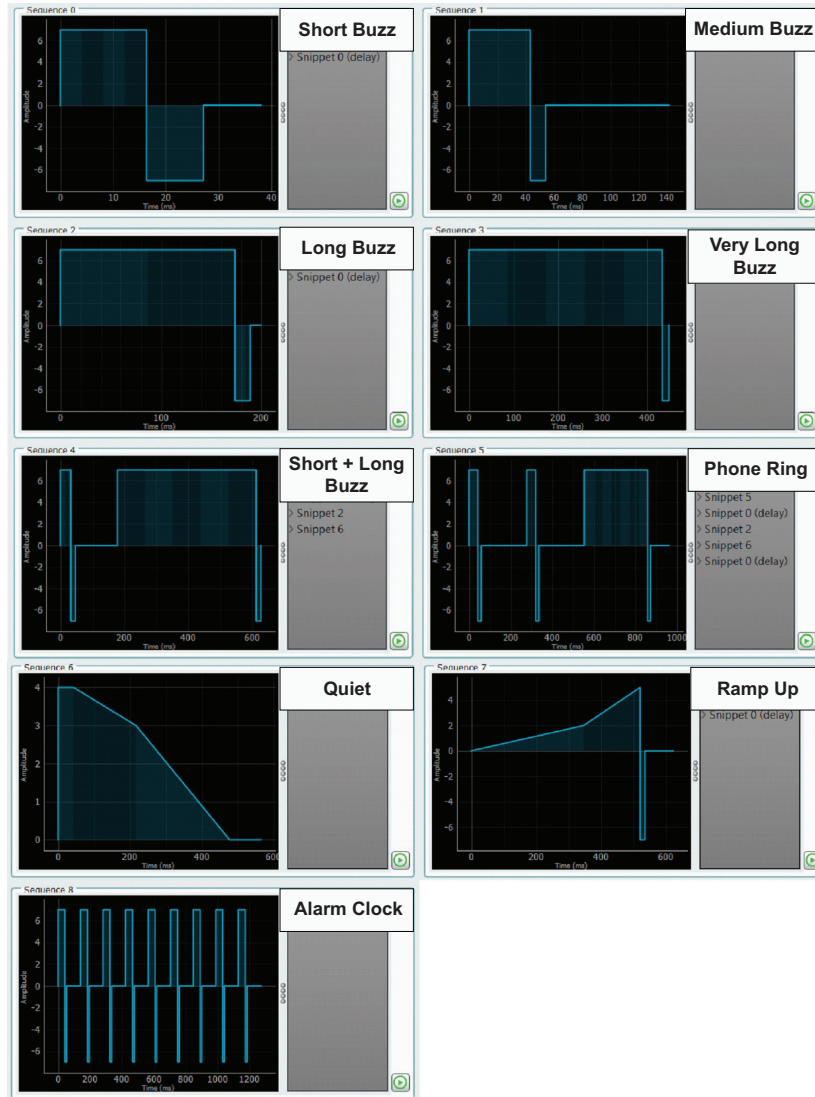 Sequence 0
Short Buzz
Snippet 0 (delay)
Amplitude
6
4
2
0
-2
-4
-6
0 10 20 30 40
Time (ms)
Sequence 1
Medium Buzz
Amplitude
6
4
2
0
-2
-4
-6
0 20 40 60 80 100 120 140
Time (ms)
Sequence 2
Long Buzz
Snippet 0 (delay)
Amplitude
6
4
2
0
-2
-4
-6
0 100 200
Time (ms)
Sequence 3
Very Long
Buzz
Amplitude
6
4
2
0
-2
-4
-6
0 100 200 300 400
Time (ms)
Sequence 4
Short + Long
Buzz
Snippet 2
Snippet 6
Amplitude
6
4
2
0
-2
-4
-6
0 200 400 600
Time (ms)
Sequence 5
Phone Ring
Snippet 5
Snippet 0 (delay)
Snippet 2
Snippet 6
Snippet 0 (delay)
Amplitude
6
4
2
0
-2
-4
-6
0 200 400 600 800 1000
Time (ms)
Sequence 6
Quiet
Amplitude
4
3
2
1
0
0 200 400 600
Time (ms)
Sequence 7
Ramp Up
Snippet 0 (delay)
Amplitude
4
2
0
-2
-4
-6
0 200 400 600
Time (ms)
Sequence 8
Alarm Clock
Amplitude
6
4
2
0
-2
-4
-6
0 200 400 600 800 1000 1200
Time (ms)